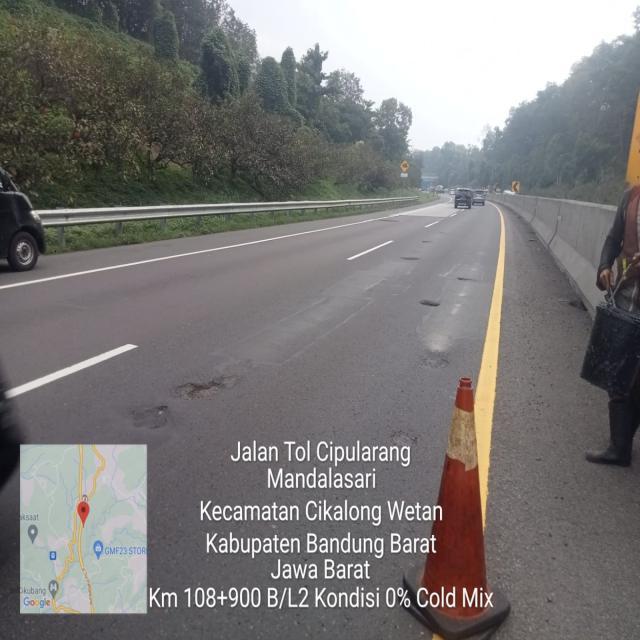 Jalan Tol Cipularang
Mandalasari
Kecamatan Cikalong Wetan
Kabupaten Bandung Barat
Jawa Barat
Km 108+900 B/L2 Kondisi 0% Cold Mix
GMF23 STOR
Google